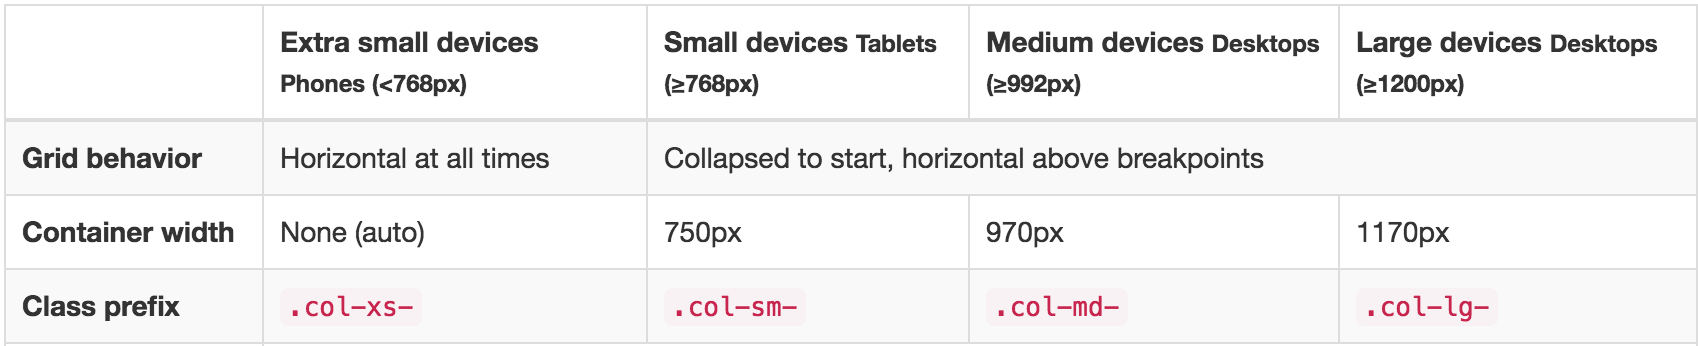 Extra small devices Small devices Tablets Medium devices Desktops Large devices Desktops
Phones (<768px) (≥768px) (≥992px) (≥1200px)
Grid behavior Horizontal at all times Collapsed to start, horizontal above breakpoints
Container width None (auto) 750px 970px 1170px
Class prefix .col-xs- .col-sm- .col-md- .col-lg-